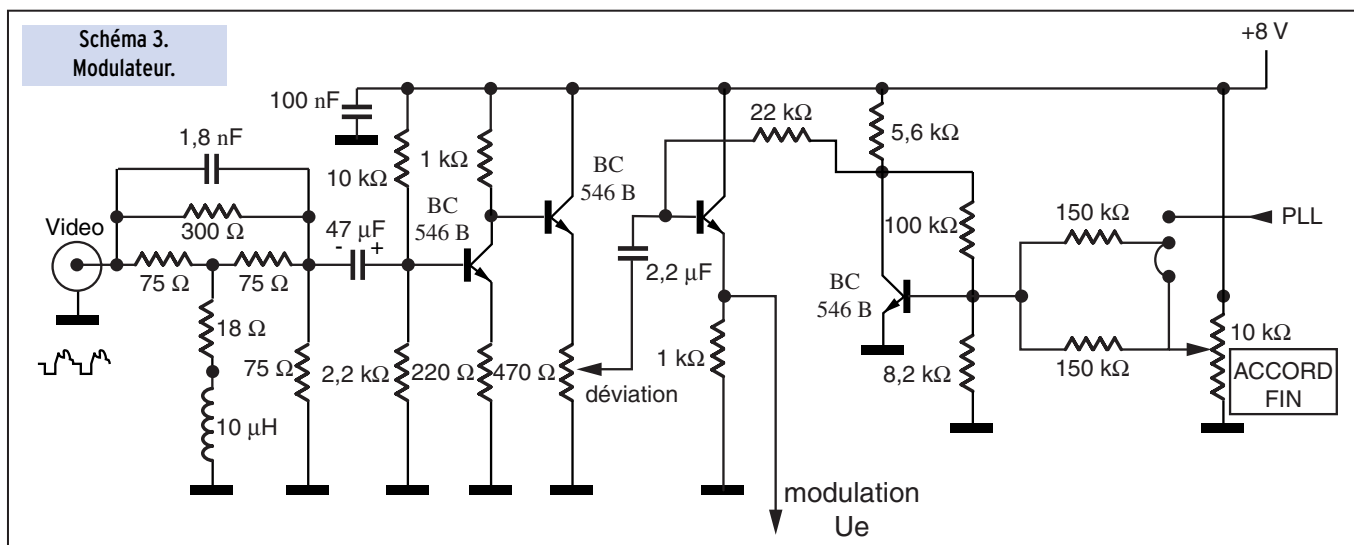 Schéma 3.
Modulateur.
+8 V
100 nF
22 kΩ
5,6 kΩ
1,8 nF
1 kΩ
10 kΩ
BC
546 B
BC
546 B
Video
300 Ω
47 µF
- +
100 kΩ
150 kΩ
PLL
75 Ω
75 Ω
2,2 µF
BC
546 B
18 Ω
10 kΩ
75 Ω
2,2 kΩ
220 Ω
470 Ω
déviation
1 kΩ
8,2 kΩ
150 kΩ
ACCORD
FIN
10 µH
modulation
Ue